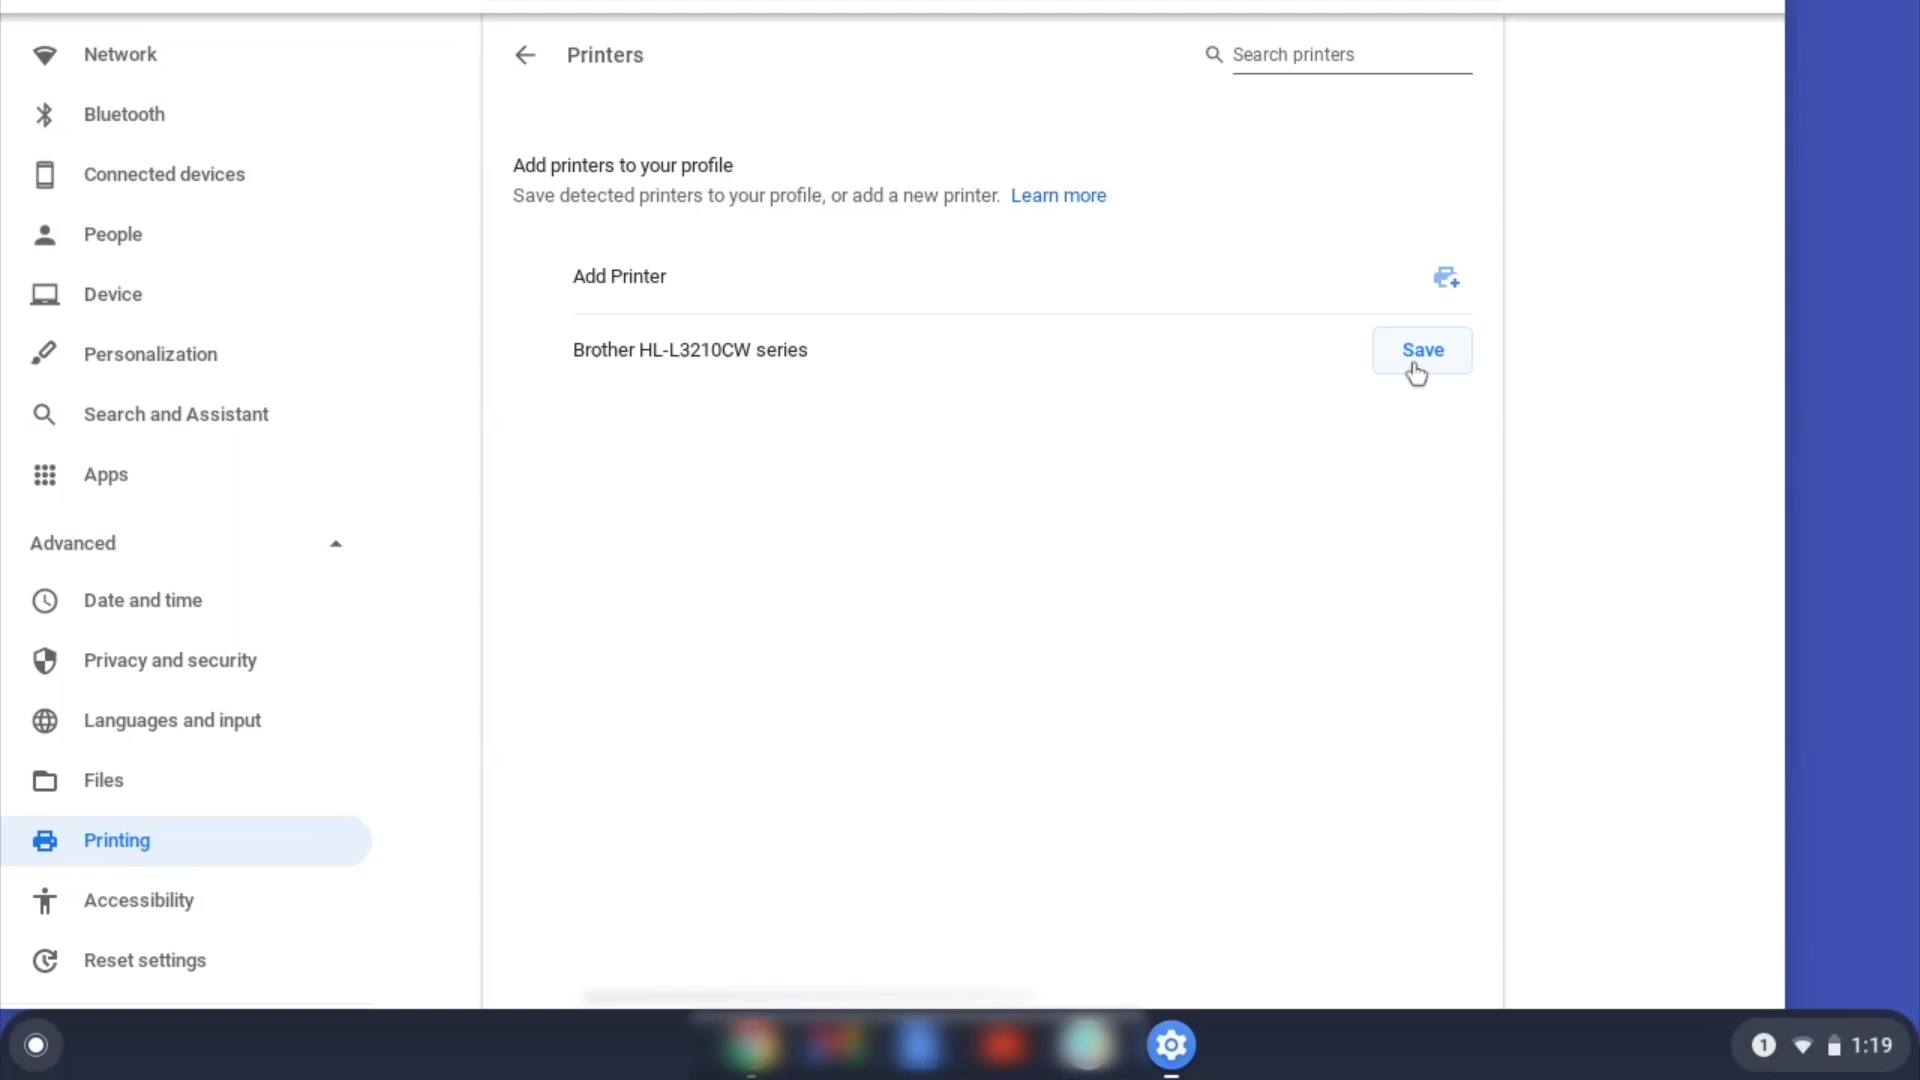 Network
Bluetooth
Connected devices
People
Device
Personalization
Search and Assistant
Apps
Advanced
Date and time
Privacy and security
Languages and input
Files
Printing
Accessibility
Reset settings
Printers
Search printers
Add printers to your profile
Save detected printers to your profile, or add a new printer. Learn more
Add Printer
Brother HL-L3210CW series
Save
1
1:19